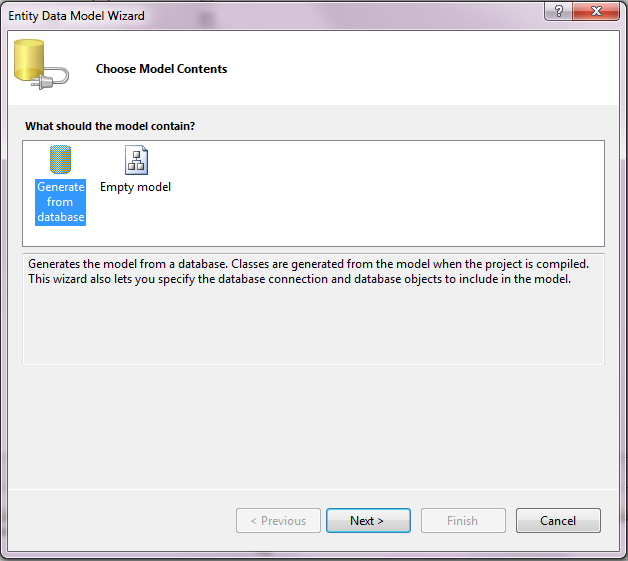 Entity Data Model Wizard
?
Choose Model Contents
What should the model contain?
Generate
from
database
Empty model
Generates the model from a database. Classes are generated from the model when the project is compiled.
This wizard also lets you specify the database connection and database objects to include in the model.
< Previous
Next >
Finish
Cancel